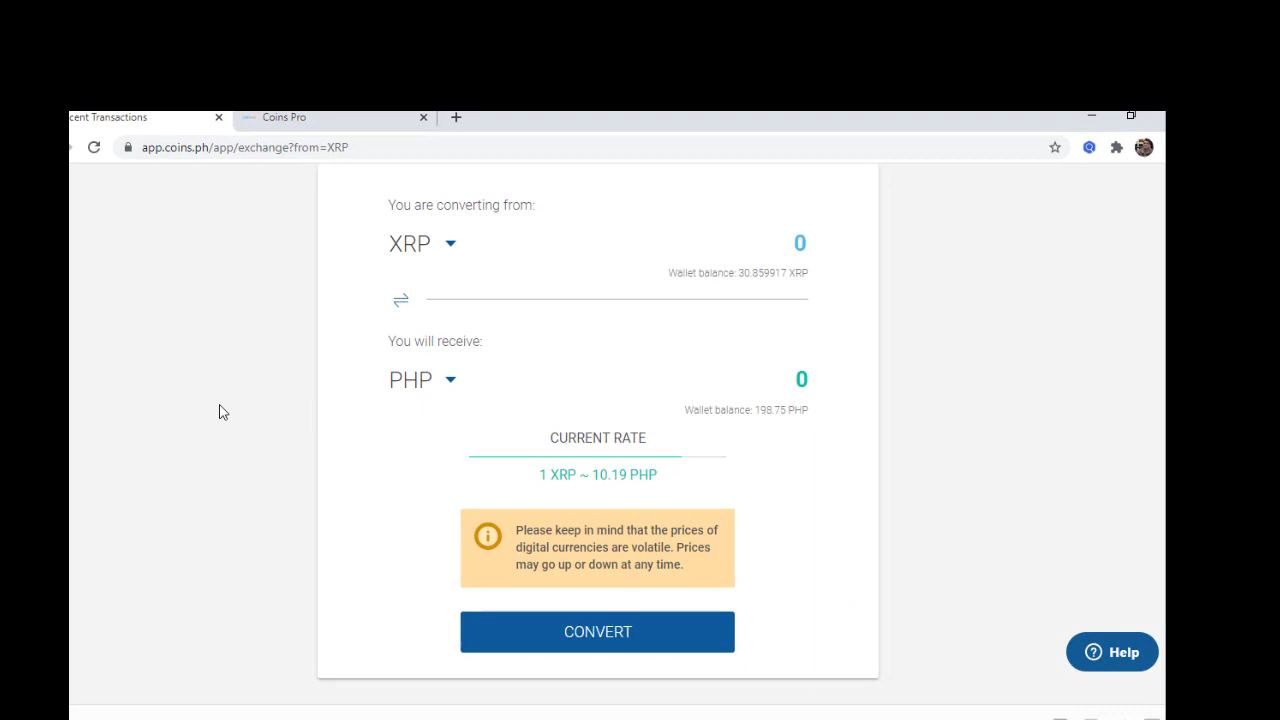 cent Transactions
Coins Pro
app.coins.ph/app/exchange?from=XRP
You are converting from:
XRP
0
Wallet balance: 30.859917 XRP
You will receive:
PHP
0
Wallet balance: 198.75 PHP
CURRENT RATE
1 XRP ~ 10.19 PHP
Please keep in mind that the prices of
digital currencies are volatile. Prices
may go up or down at any time.
CONVERT
Help